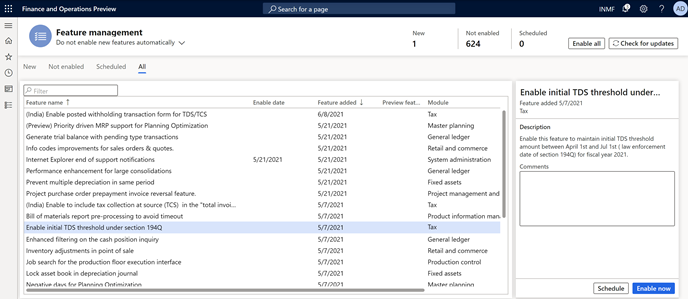 Finance and Operations Preview
Search for a page
INMF
1
?
AD
Feature management
Do not enable new features automatically
New
1
Not enabled
624
Scheduled
0
Enable all
Check for updates
New Not enabled Scheduled All
Filter
Feature name ↑ Enable date Feature added ↓ Preview feat... Module
(India) Enable posted withholding transaction form for TDS/TCS 6/8/2021 Tax
(Preview) Priority driven MRP support for Planning Optimization 5/21/2021 Master planning
Generate trial balance with pending type transactions 5/21/2021 General ledger
Info codes improvements for sales orders & quotes. 5/21/2021 Retail and commerce
Internet Explorer end of support notifications 5/21/2021 5/21/2021 System administration
Performance enhancement for large consolidations 5/21/2021 General ledger
Prevent multiple depreciation in same period 5/21/2021 Fixed assets
Project purchase order prepayment invoice reversal feature. 5/21/2021 Project management and
(India) Enable to include tax collection at source (TCS) in the "total invoi... 5/7/2021 Tax
Bill of materials report pre-processing to avoid timeout 5/7/2021 Product information man
Enable initial TDS threshold under section 194Q 5/7/2021 Tax
Enhanced filtering on the cash position inquiry 5/7/2021 General ledger
Inventory adjustments in point of sale 5/7/2021 Retail and commerce
Job search for the production floor execution interface 5/7/2021 Production control
Lock asset book in depreciation journal 5/7/2021 Fixed assets
Negative days for Planning Optimization 5/7/2021 Master planning
Enable initial TDS threshold under...
Feature added 5/7/2021
Tax
Description
Enable this feature to maintain initial TDS threshold
amount between April 1st and Jul 1st ( law enforcement
date of section 194Q) for fiscal year 2021.
Comments
Schedule
Enable now